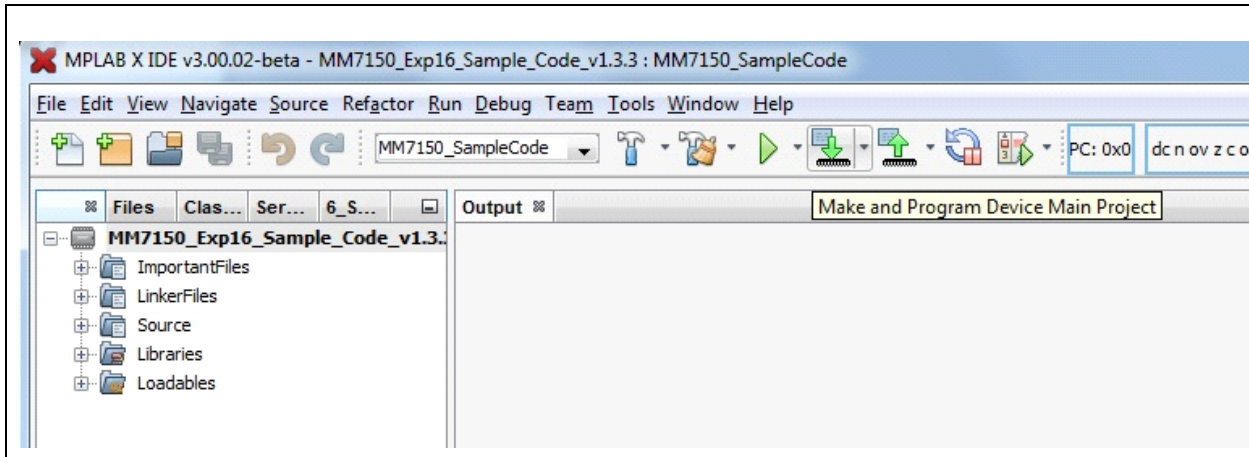 MPLAB X IDE v3.00.02-beta - MM7150_Exp16_Sample_Code_v1.3.3 : MM7150_SampleCode
File Edit View Navigate Source Refactor Run Debug Team Tools Window Help
MM7150_SampleCode PC: 0x0 dc n ov z c o
Make and Program Device Main Project
Files Clas... Ser... 6_S... Output
MM7150_Exp16_Sample_Code_v1.3.
ImportantFiles
LinkerFiles
Source
Libraries
Loadables